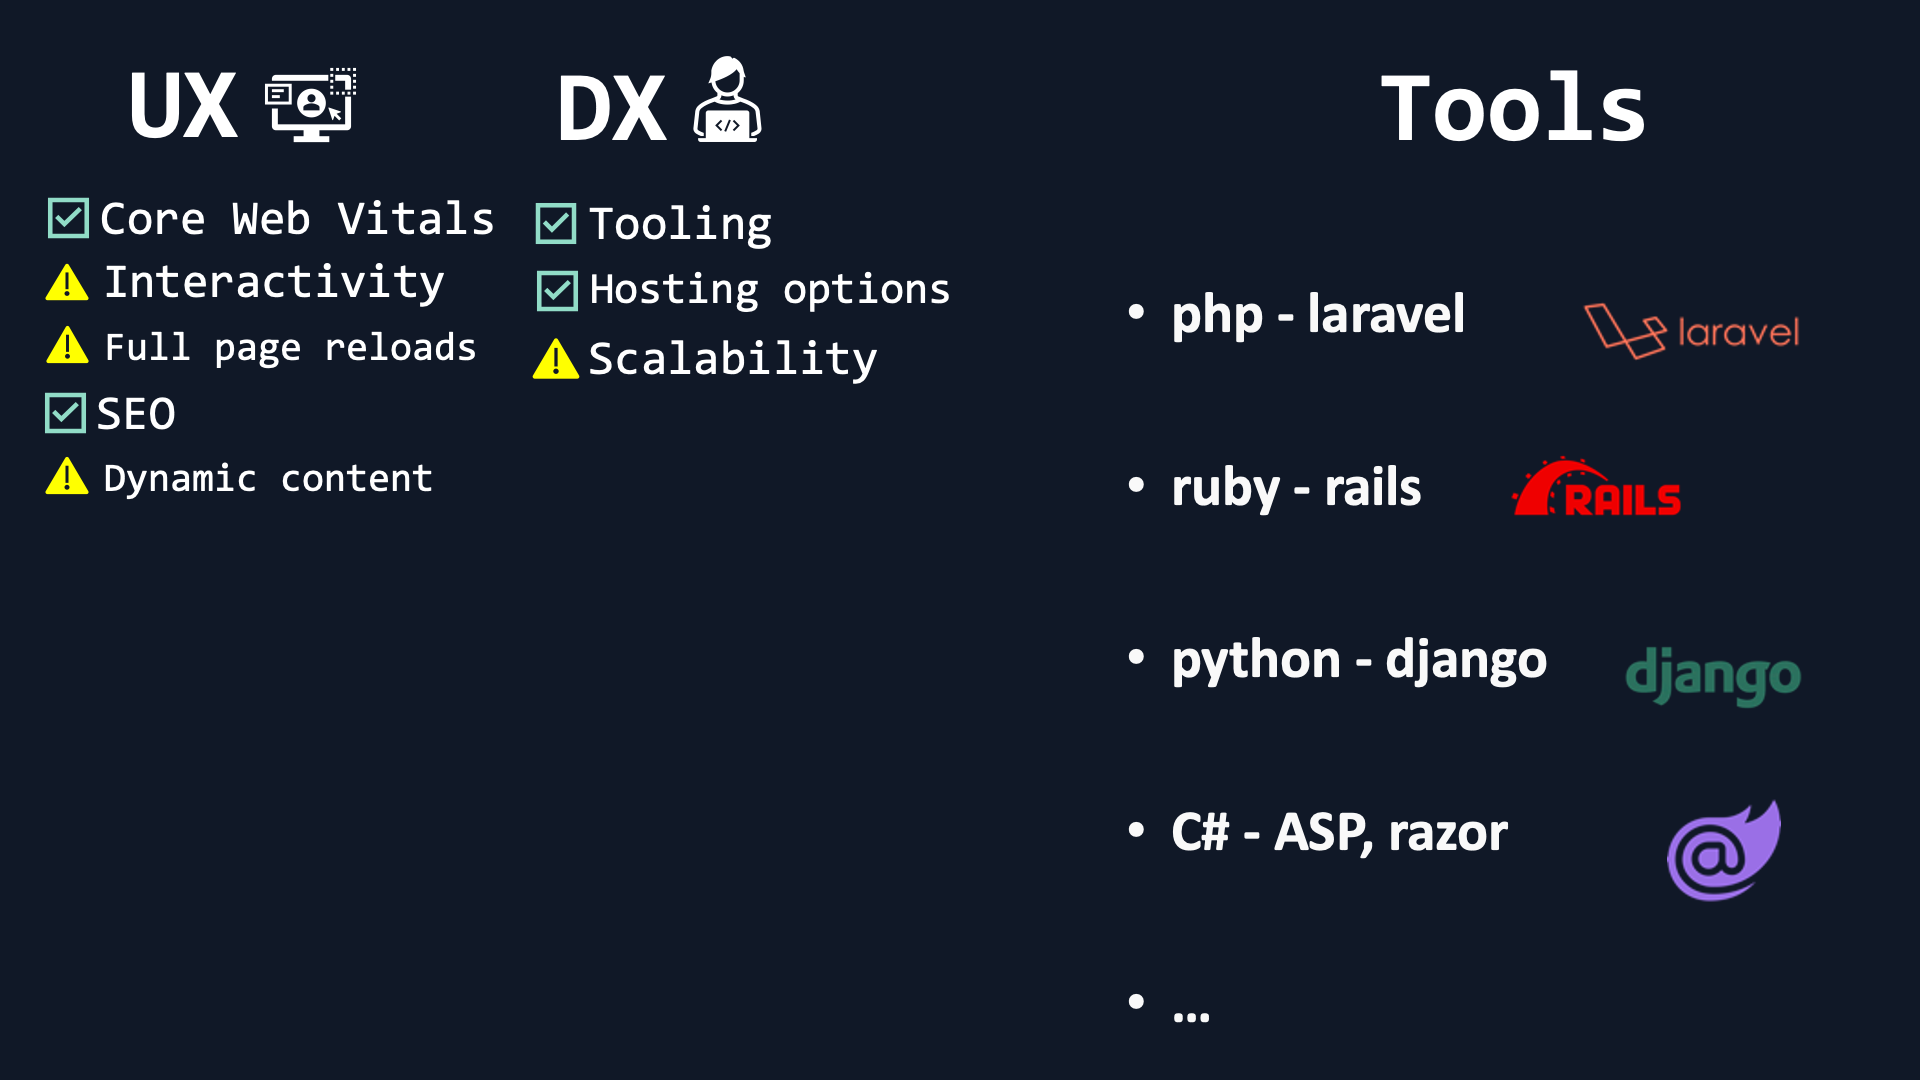 UX
Core Web Vitals
Interactivity
Full page reloads
SEO
Dynamic content
DX
</>
Tooling
Hosting options
Scalability
Tools
• php - laravel
laravel
• ruby - rails
RAILS
• python - django
django
• C# - ASP, razor
@
• ...